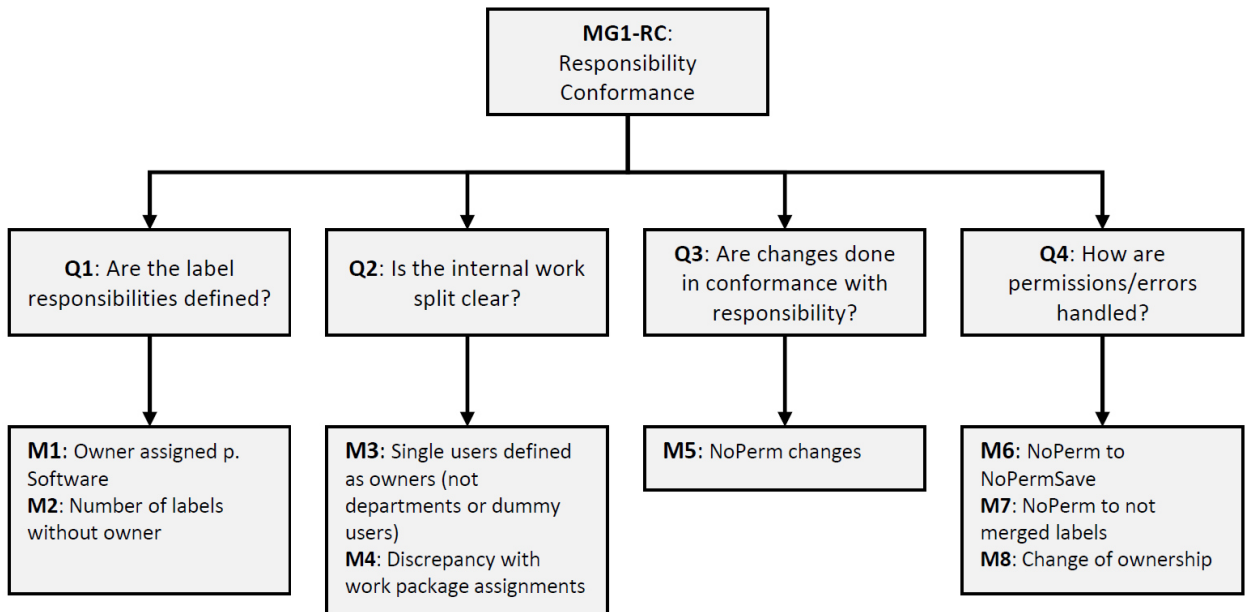 MG1-RC:
Responsibility
Conformance
Q1: Are the label
responsibilities defined?
Q2: Is the internal work
split clear?
Q3: Are changes done
in conformance with
responsibility?
Q4: How are
permissions/errors
handled?
M1: Owner assigned p.
Software
M2: Number of labels
without owner
M3: Single users defined
as owners (not
departments or dummy
users)
M4: Discrepancy with
work package assignments
M5: NoPerm changes
M6: NoPerm to
NoPermSave
M7: NoPerm to not
merged labels
M8: Change of ownership